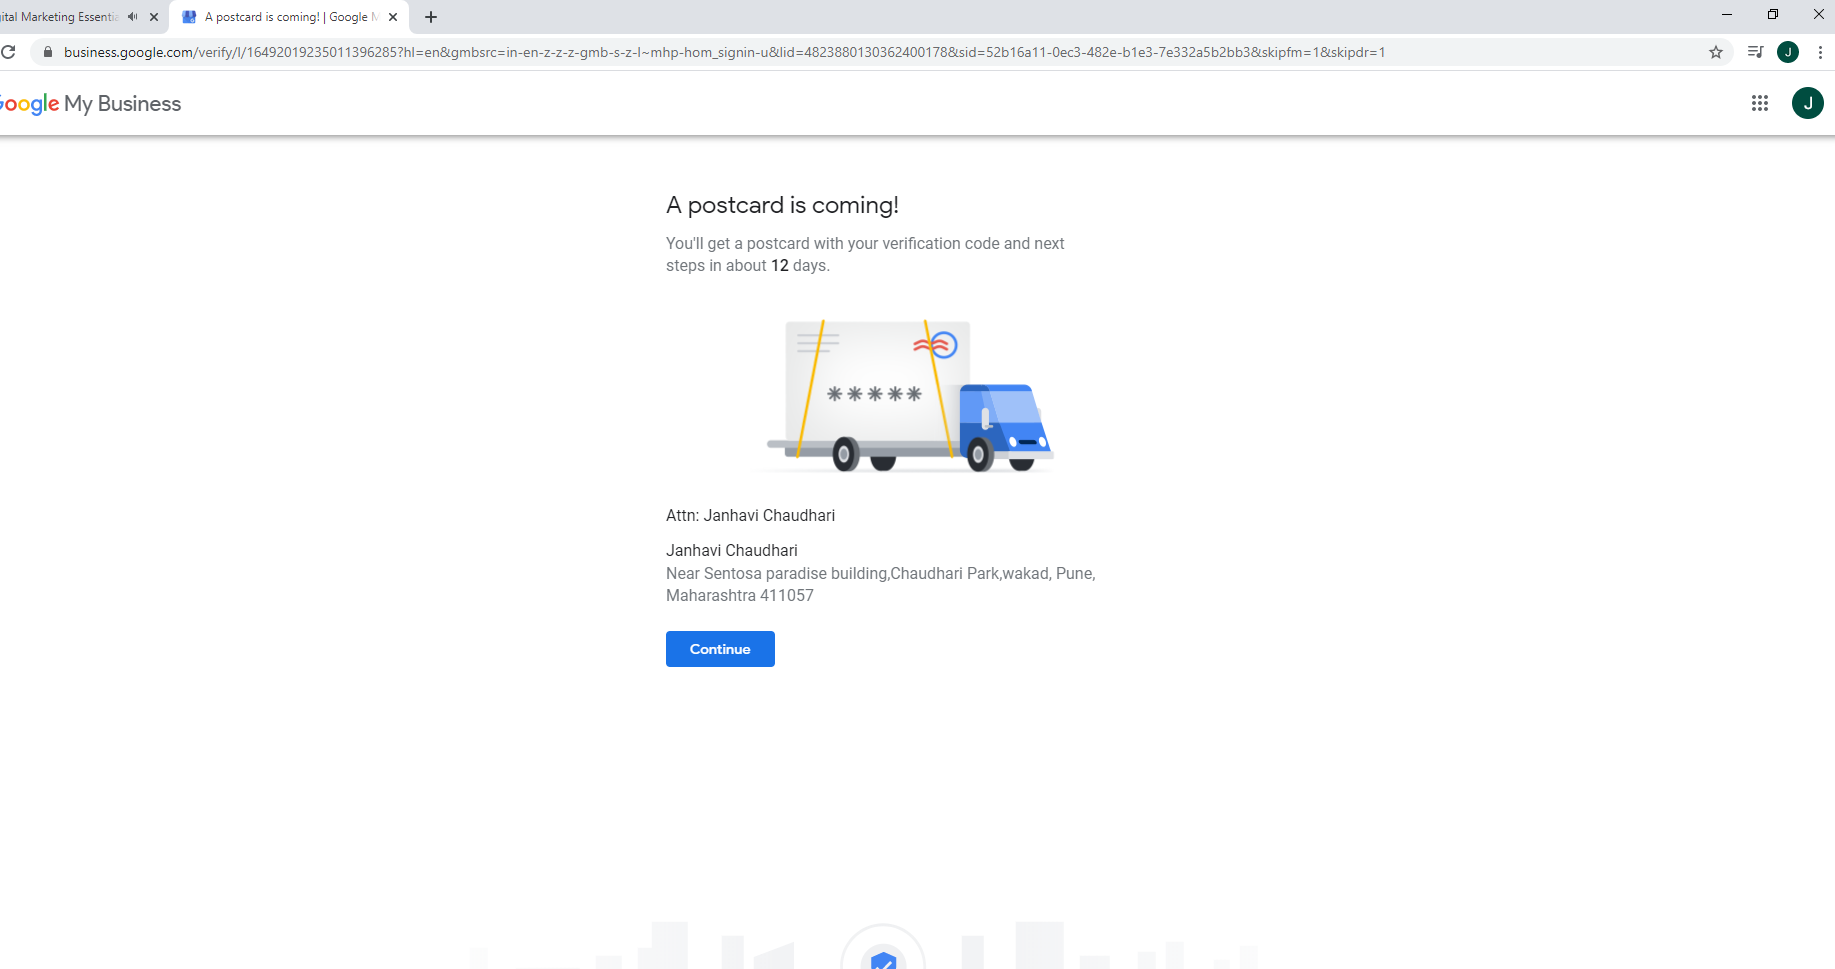 ital Marketing Essentia
A postcard is coming! | Google M
business.google.com/verify/l/16492019235011396285?hl=en&gmbsrc=in-en-z-z-z-gmb-s-z-l~mhp-hom_signin-u&lid=4823880130362400178&sid=52b16a11-0ec3-482e-b1e3-7e332a5b2bb3&skipfm=1&skipdr=1
J
Google My Business
J
A postcard is coming!
You'll get a postcard with your verification code and next
steps in about 12 days.
*****
Attn: Janhavi Chaudhari
Janhavi Chaudhari
Near Sentosa paradise building,Chaudhari Park,wakad, Pune,
Maharashtra 411057
Continue